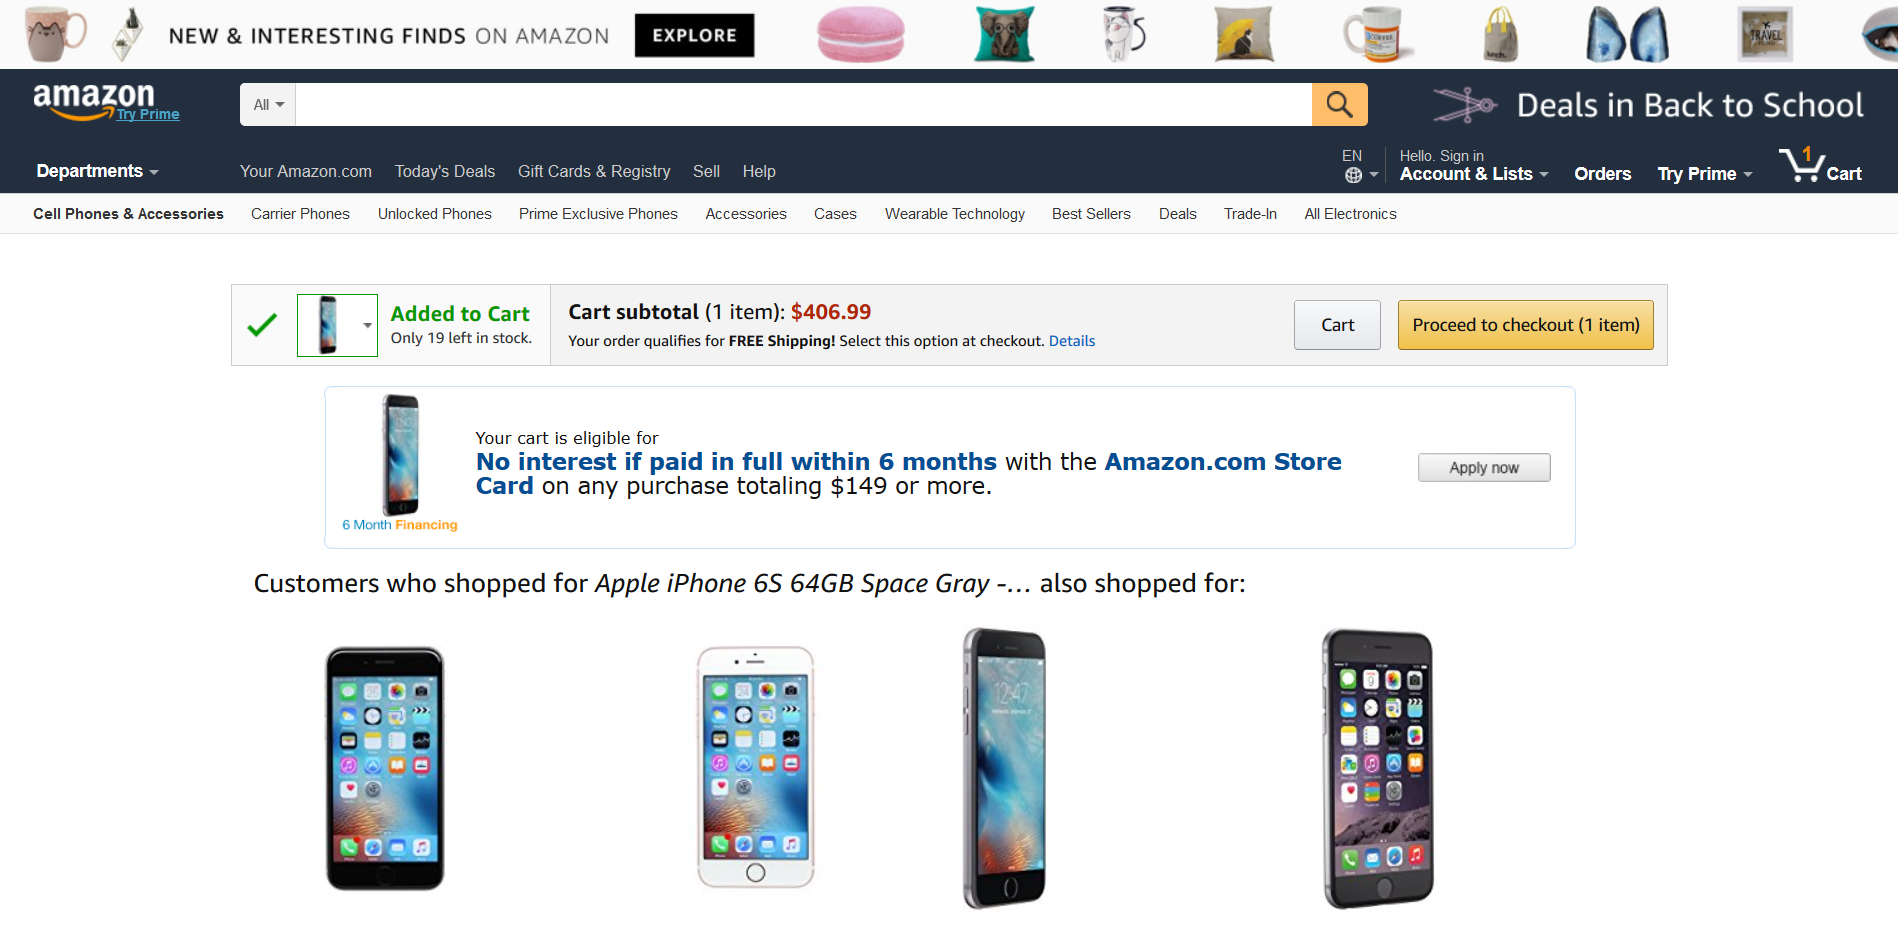 NEW & INTERESTING FINDS ON AMAZON EXPLORE
lunch.
COFFEE
TRAVEL
amazon
Try Prime
All
Deals in Back to School
Departments
Your Amazon.com Today's Deals Gift Cards & Registry Sell Help
EN
Hello. Sign in
Account & Lists
Orders
Try Prime
1
Cart
Cell Phones & Accessories Carrier Phones Unlocked Phones Prime Exclusive Phones Accessories Cases Wearable Technology Best Sellers Deals Trade-In All Electronics
Added to Cart
Only 19 left in stock.
Cart subtotal (1 item): $406.99
Your order qualifies for FREE Shipping! Select this option at checkout. Details
Cart
Proceed to checkout (1 item)
Your cart is eligible for
No interest if paid in full within 6 months with the Amazon.com Store
Card on any purchase totaling $149 or more.
Apply now
6 Month Financing
Customers who shopped for Apple iPhone 6S 64GB Space Gray -... also shopped for:
12:47